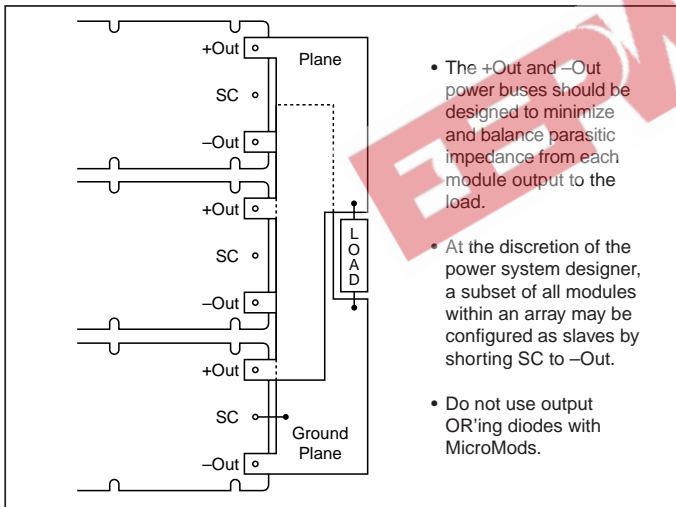 +Out
Plane
SC
–Out
+Out
SC
–Out
+Out
SC
Ground
Plane
–Out
LOAD
• The +Out and –Out
power buses should be
designed to minimize
and balance parasitic
impedance from each
module output to the
load.
• At the discretion of the
power system designer,
a subset of all modules
within an array may be
configured as slaves by
shorting SC to –Out.
• Do not use output
OR'ing diodes with
MicroMods.